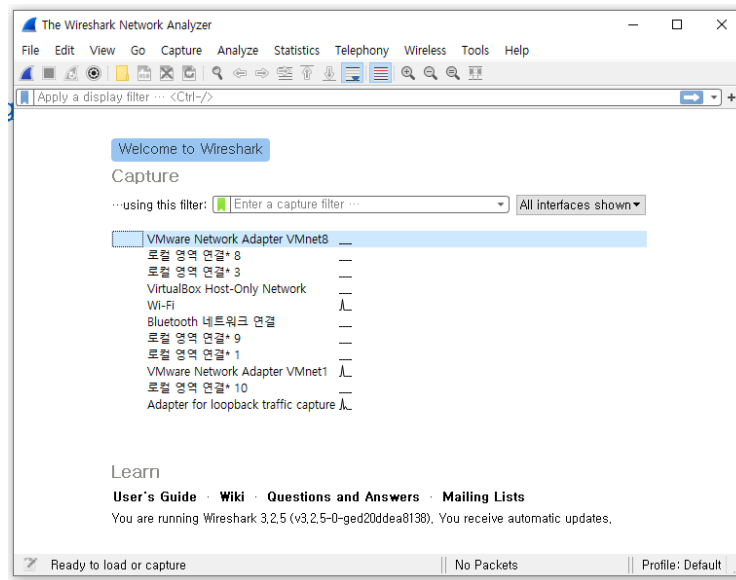 The Wireshark Network Analyzer
File Edit View Go Capture Analyze Statistics Telephony Wireless Tools Help
Apply a display filter ··· <Ctrl-/>
Welcome to Wireshark
Capture
···using this filter: Enter a capture filter ··· All interfaces shown
VMware Network Adapter VMnet8
로컬 영역 연결* 8
로컬 영역 연결* 3
VirtualBox Host-Only Network
Wi-Fi
Bluetooth 네트워크 연결
로컬 영역 연결* 9
로컬 영역 연결* 1
VMware Network Adapter VMnet1
로컬 영역 연결* 10
Adapter for loopback traffic capture
Learn
User's Guide · Wiki · Questions and Answers · Mailing Lists
You are running Wireshark 3.2.5 (v3.2.5-0-ged20ddea8138). You receive automatic updates.
Ready to load or capture No Packets Profile: Default